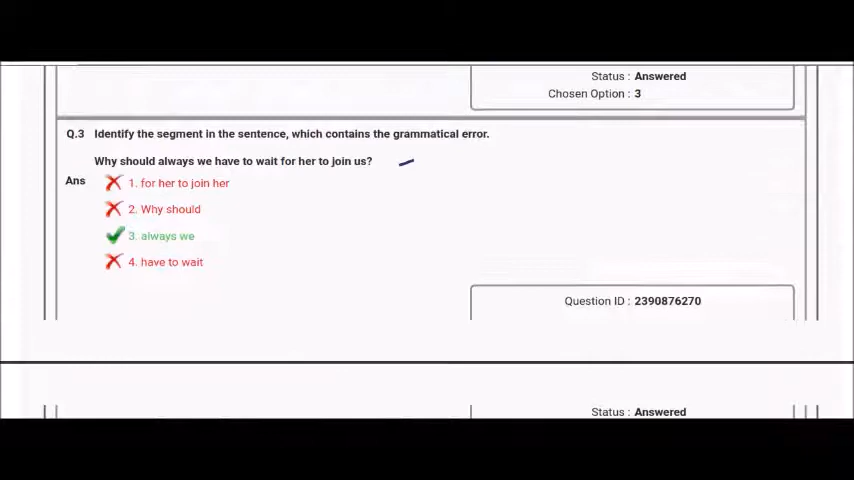 Status : Answered
Chosen Option : 3
Q.3 Identify the segment in the sentence, which contains the grammatical error.
Why should always we have to wait for her to join us?
Ans 1. for her to join her
2. Why should
3. always we
4. have to wait
Question ID : 2390876270
Status : Answered